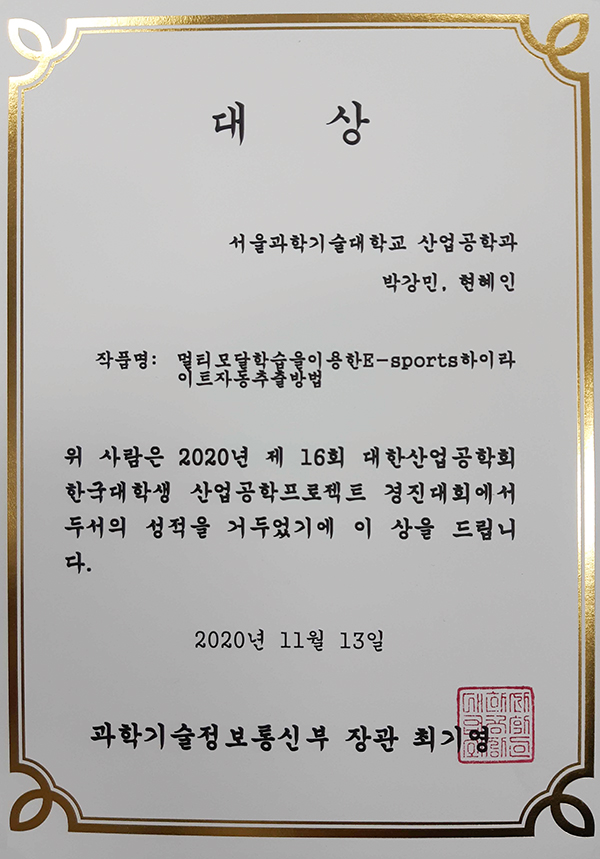 대 상
서울과학기술대학교 산업공학과
박강민, 현혜인
작품명: 멀티모달학습을이용한E-sports하이라
이트자동추출방법
위 사람은 2020년 제 16회 대한산업공학회
한국대학생 산업공학프로젝트 경진대회에서
두서의 성적을 거두었기에 이 상을 드립니
다.
2020년 11월 13일
과학기술정보통신부 장관 최기영